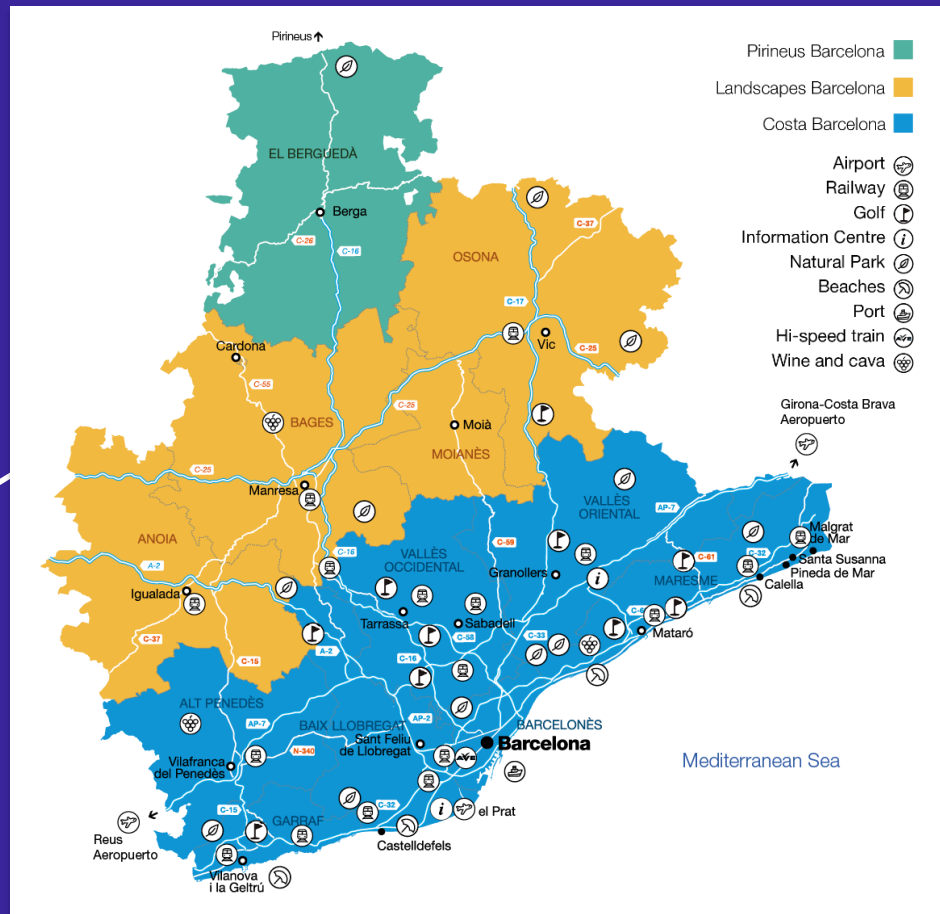 Pirineus
Pirineus Barcelona
Landscapes Barcelona
Costa Barcelona
Airport
Railway
Golf
Information Centre
Natural Park
Beaches
Port
Hi-speed train
AVE
Wine and cava
EL BERGUEDÀ
Berga
C-26
C-16
C-37
OSONA
C-17
Vic
C-25
Cardona
C-55
C-25
BAGES
Moià
MOIANÈS
Girona-Costa Brava
Aeropuerto
C-25
Manresa
VALLÈS
ORIENTAL
AP-7
ANOIA
C-16
C-59
VALLÈS
OCCIDENTAL
Malgrat
de Mar
C-32
Santa Susanna
Pineda de Mar
Calella
C-61
MARESME
A-2
Granollers
Igualada
Tarrassa
Sabadell
Mataró
C-37
C-15
A-2
C-58
C-33
C-16
ALT PENEDÈS
AP-7
BAIX LLOBREGAT
AP-2
BARCELONÈS
Sant Feliu
de Llobregat
Barcelona
N-340
Vilafranca
del Penedès
AVE
Mediterranean Sea
C-15
C-32
el Prat
Reus
Aeropuerto
GARRAF
Castelldefels
Vilanova
i la Geltrú